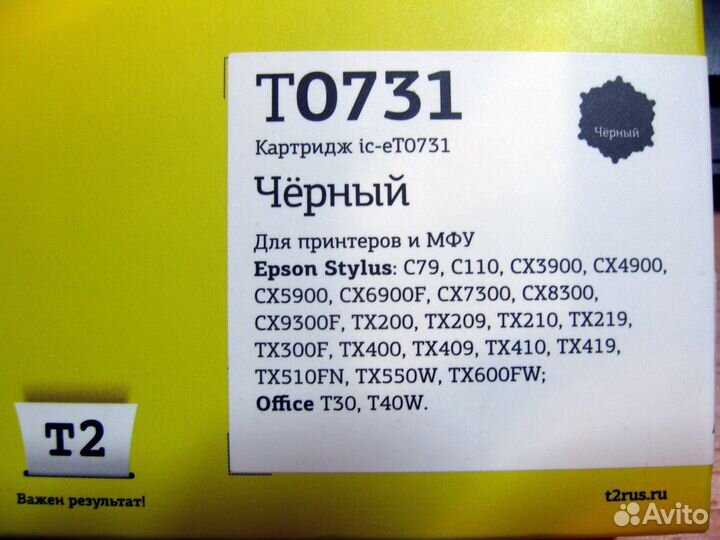 T0731
Картридж ic-eT0731
Чёрный
Чёрный
Для принтеров и МФУ
Epson Stylus: C79, C110, CX3900, CX4900,
CX5900, CX6900F, CX7300, CX8300,
CX9300F, TX200, TX209, TX210, TX219,
TX300F, TX400, TX409, TX410, TX419,
TX510FN, TX550W, TX600FW;
Office T30, T40W.
T2
Важен результат!
t2rus.ru
Avito